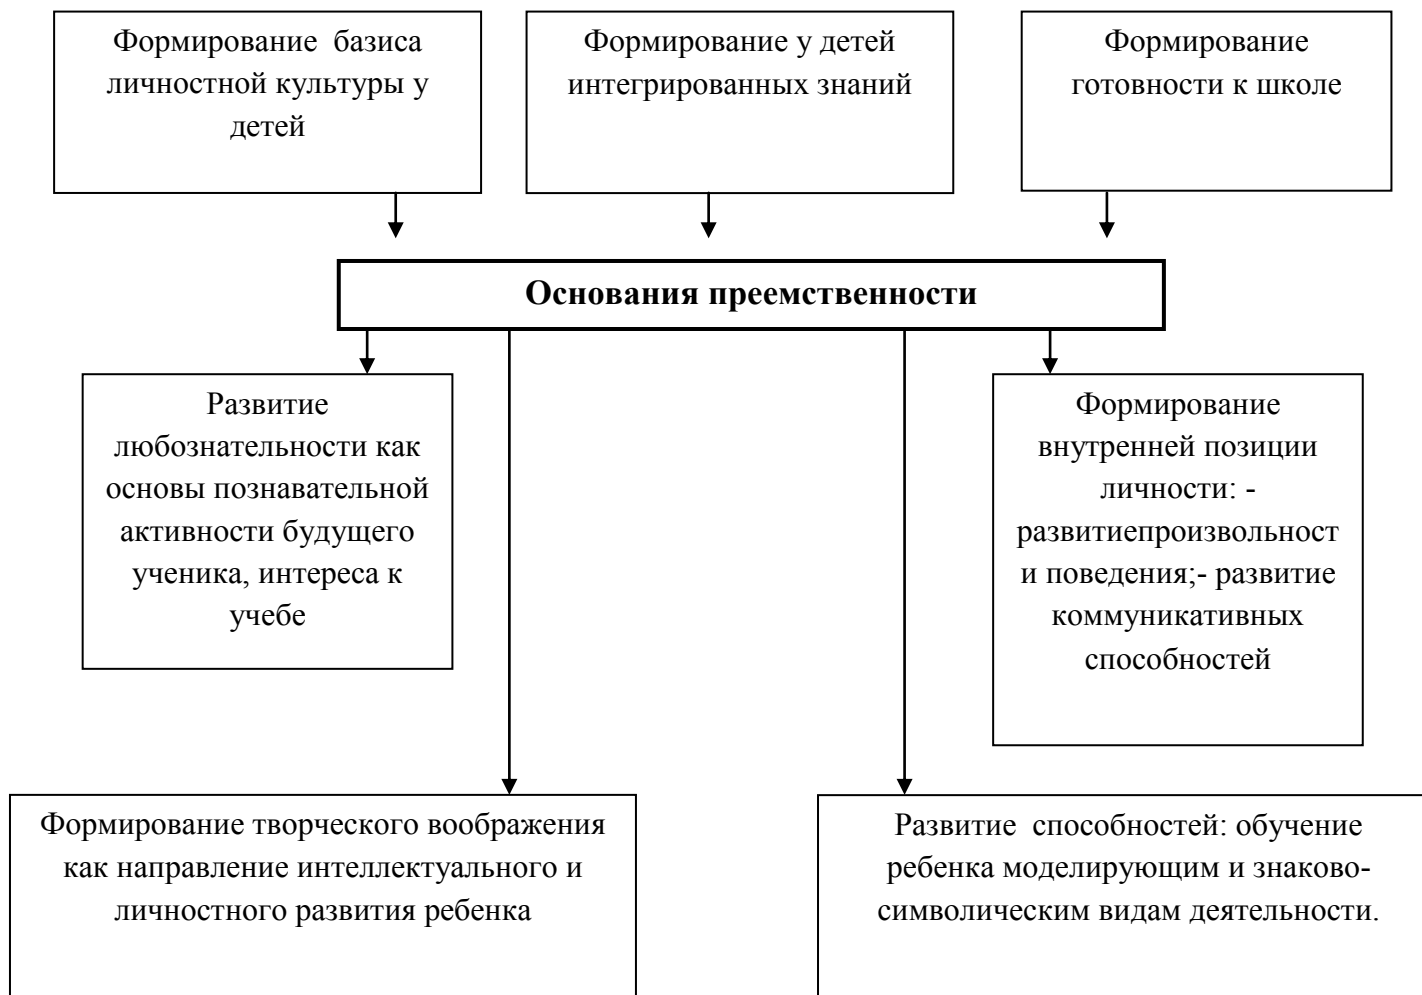 Формирование  базиса
личностной культуры у
детей
Формирование у детей
интегрированных знаний
Формирование
готовности к школе
Основания преемственности
Развитие
любознательности как
основы познавательной
активности будущего
ученика, интереса к
учебе
Формирование
внутренней позиции
личности: -
развитиепроизвольност
и поведения;- развитие
коммуникативных
способностей
Формирование творческого воображения
как направление интеллектуального и
личностного развития ребенка
Развитие  способностей: обучение
ребенка моделирующим и знаково-
символическим видам деятельности.